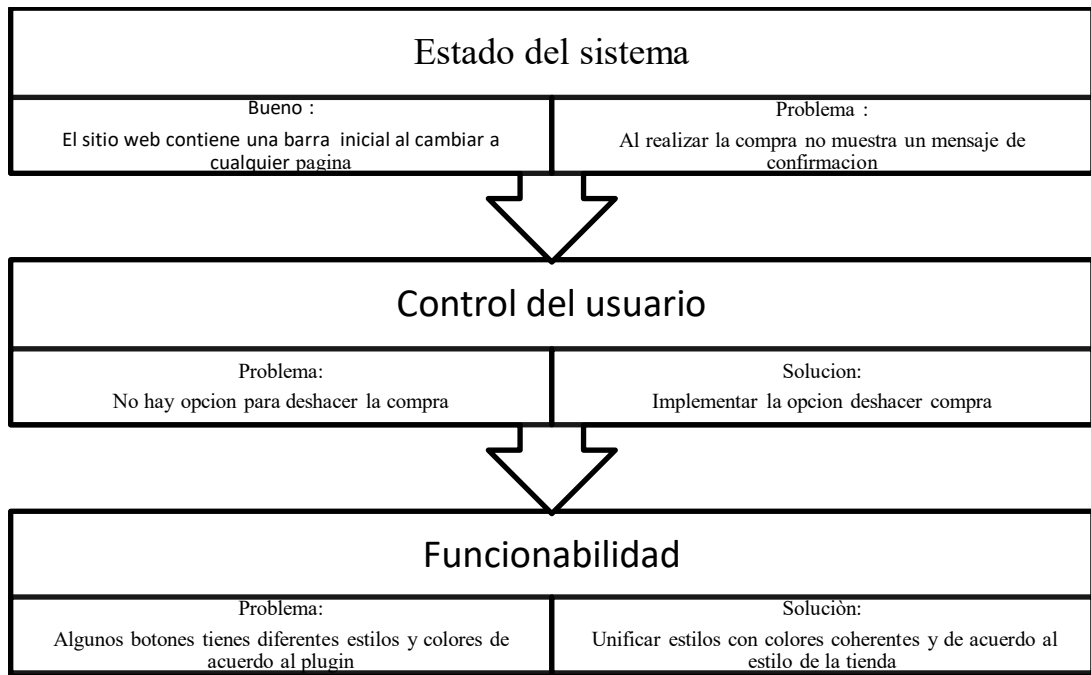 Estado del sistema
Bueno :
El sitio web contiene una barra inicial al cambiar a
cualquier pagina
Problema :
Al realizar la compra no muestra un mensaje de
confirmacion
Control del usuario
Problema:
No hay opcion para deshacer la compra
Solucion:
Implementar la opcion deshacer compra
Funcionabilidad
Problema:
Algunos botones tienes diferentes estilos y colores de
acuerdo al plugin
Soluciòn:
Unificar estilos con colores coherentes y de acuerdo al
estilo de la tienda